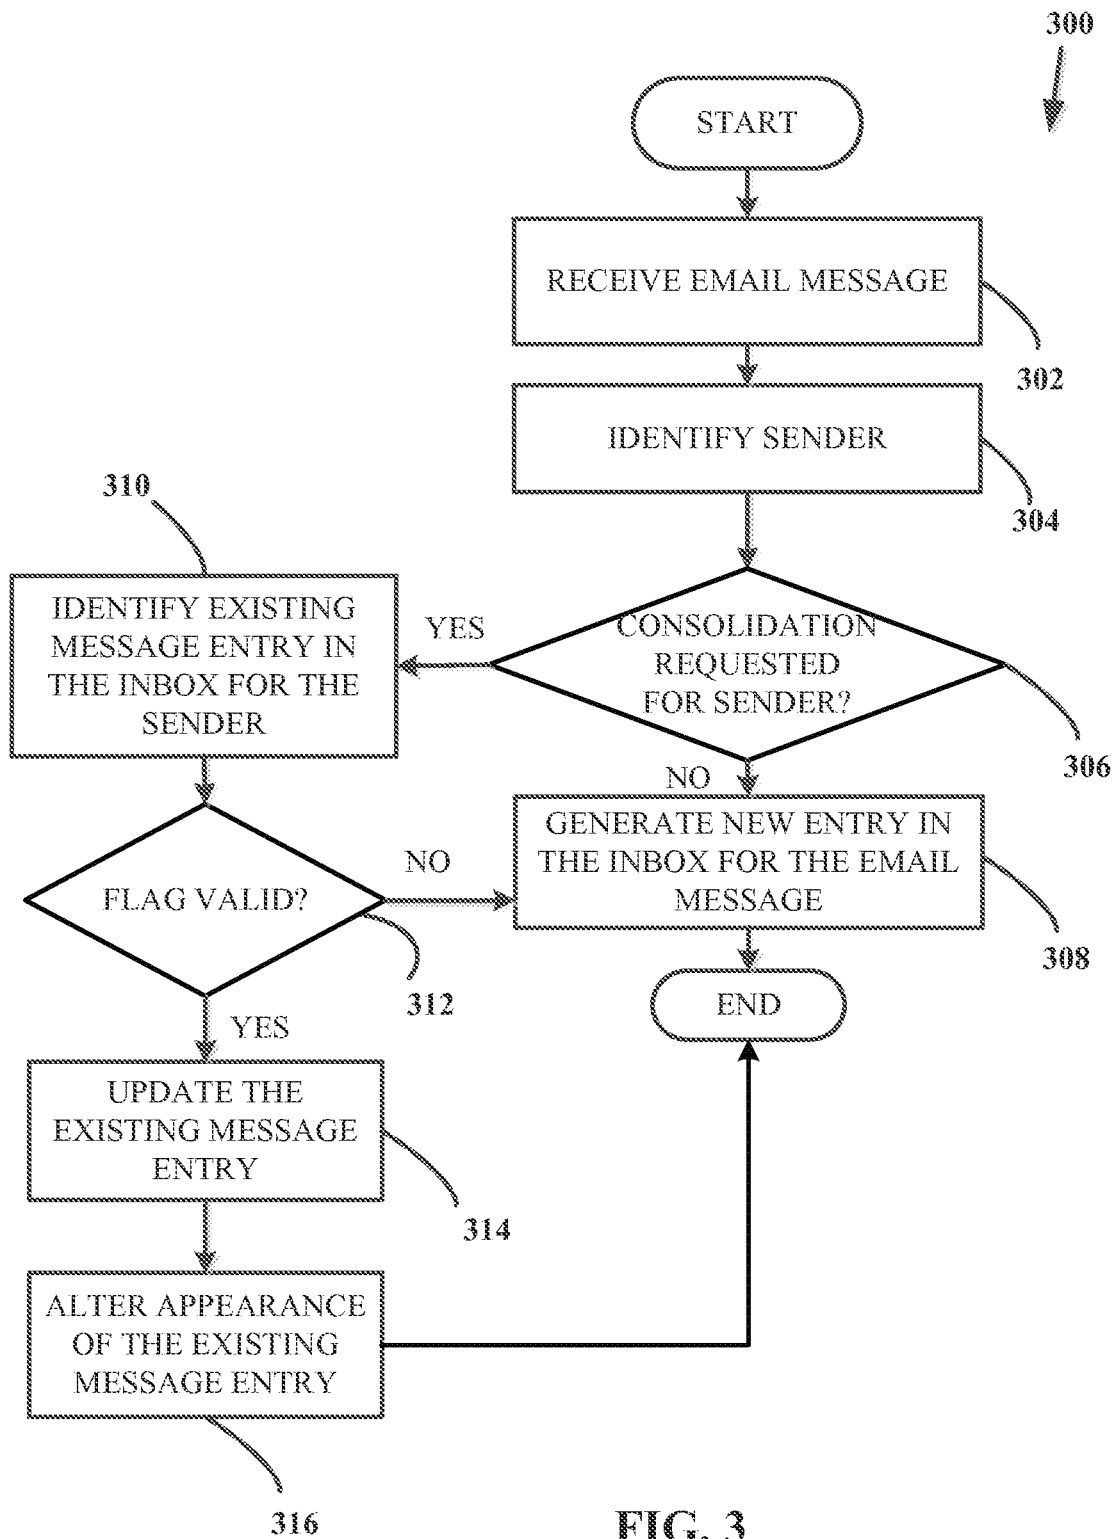 300
START
RECEIVE EMAIL MESSAGE
302
IDENTIFY SENDER
304
310
IDENTIFY EXISTING
MESSAGE ENTRY IN
THE INBOX FOR THE
SENDER
YES
CONSOLIDATION
REQUESTED
FOR SENDER?
306
NO
GENERATE NEW ENTRY IN
THE INBOX FOR THE EMAIL
MESSAGE
308
FLAG VALID?
NO
312
END
YES
UPDATE THE
EXISTING MESSAGE
ENTRY
314
ALTER APPEARANCE
OF THE EXISTING
MESSAGE ENTRY
316
FIG. 3